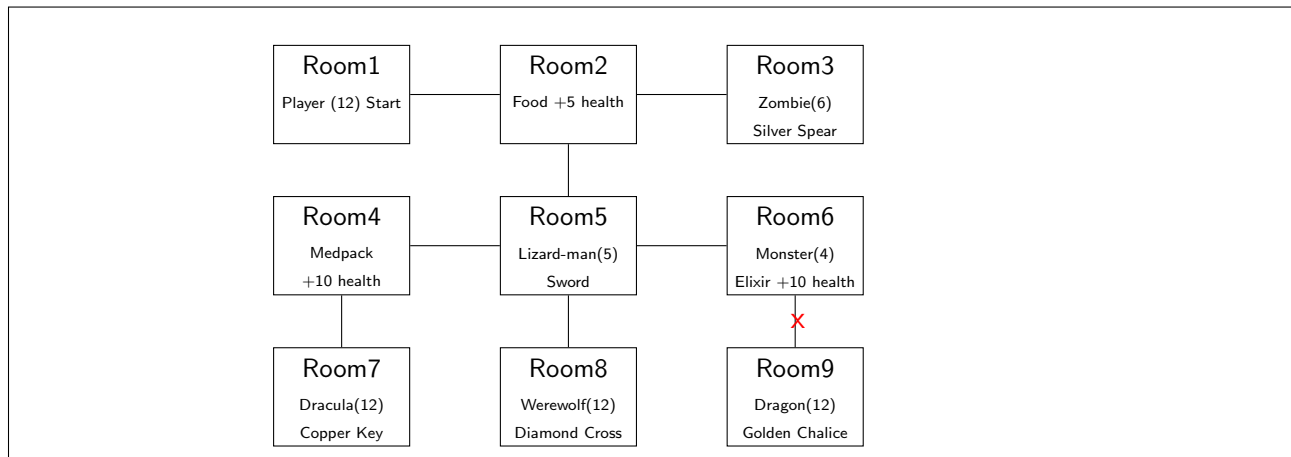 Room1
Player (12) Start
Room2
Food +5 health
Room3
Zombie(6)
Silver Spear
Room4
Medpack
+10 health
Room5
Lizard-man(5)
Sword
Room6
Monster(4)
Elixir +10 health
X
Room7
Dracula(12)
Copper Key
Room8
Werewolf(12)
Diamond Cross
Room9
Dragon(12)
Golden Chalice